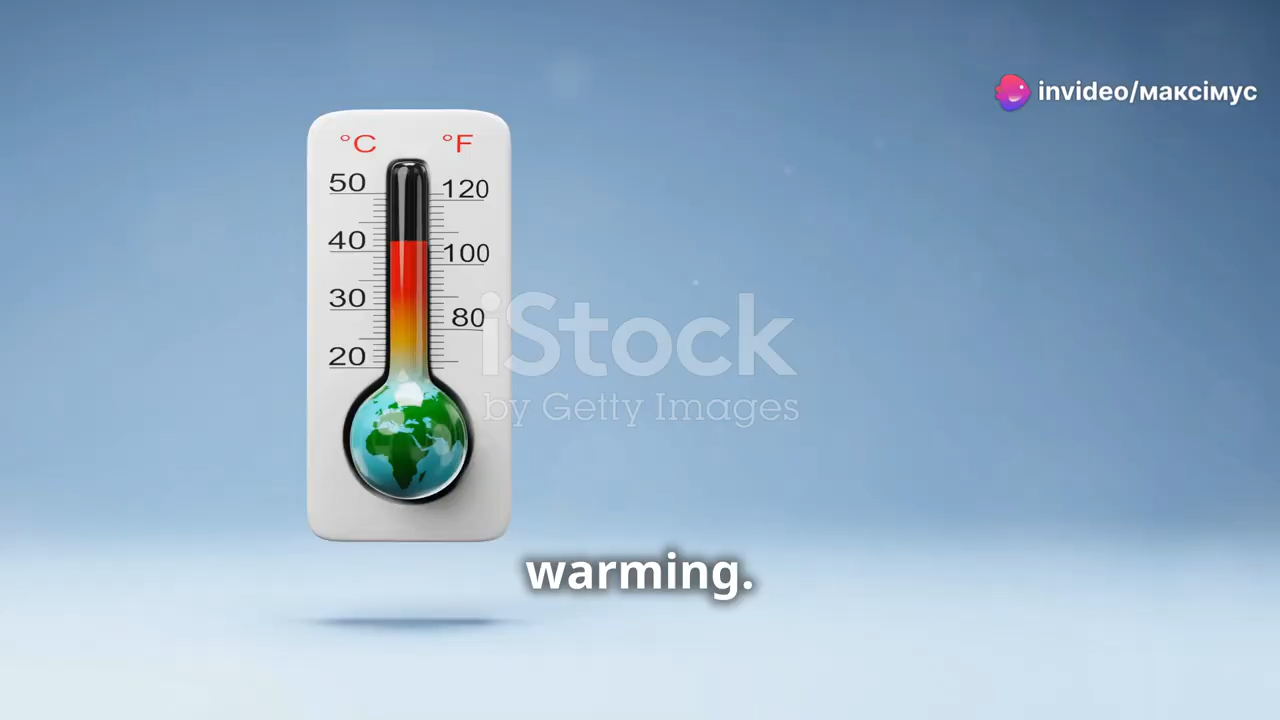 invideo/максімус
°C °F
50 120
40 100
30 80
20
iStock
by Getty Images
warming.